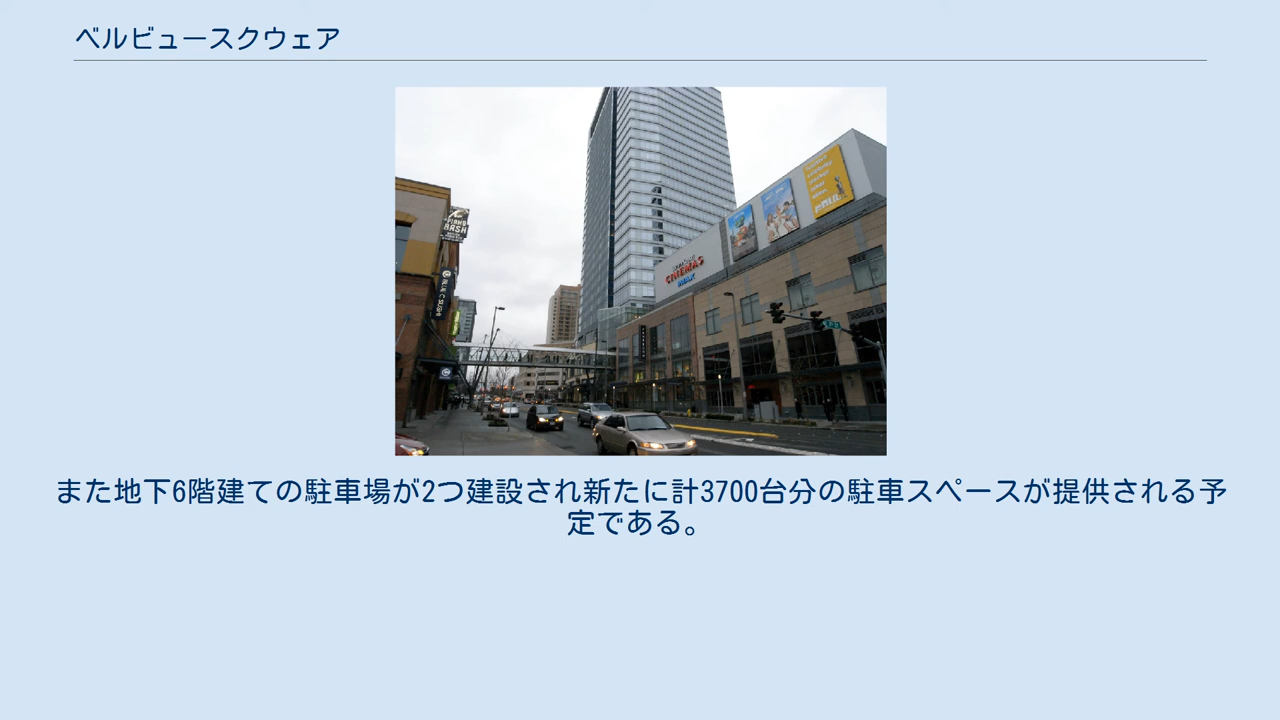 ベルビュースクウェア
CINEMAS
IMAX
また地下6階建ての駐車場が2つ建設され新たに計3700台分の駐車スペースが提供される予
定である。